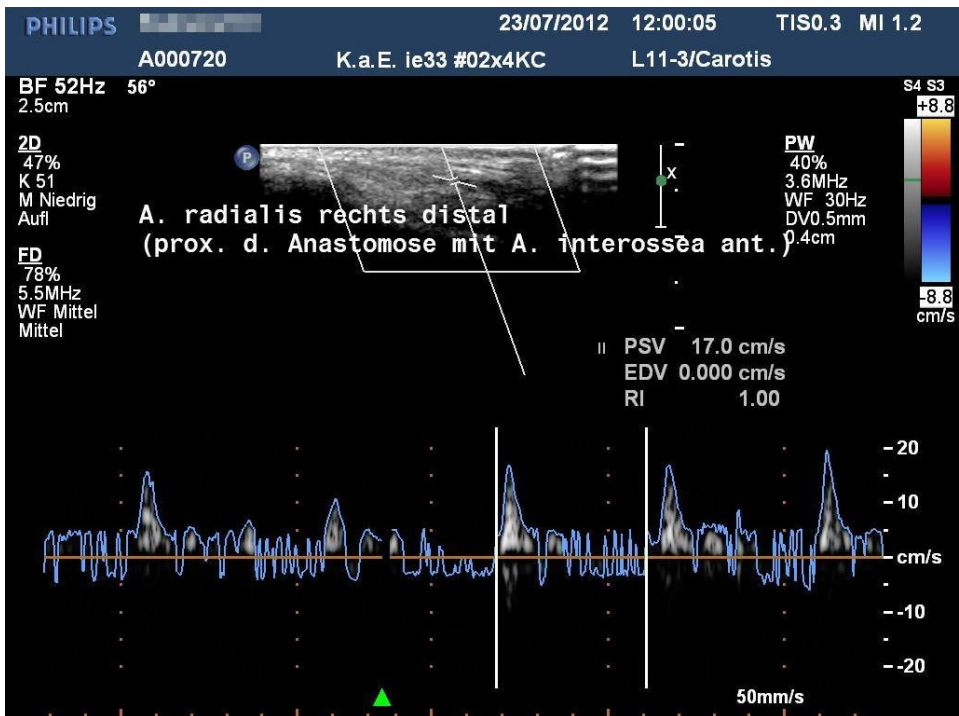 PHILIPS 23/07/2012 12:00:05 TIS0.3 MI 1.2
A000720 K.a.E. ie33 #02x4KC L11-3/Carotis
BF 52Hz 56°
2.5cm
2D
47%
K 51
M Niedrig
Aufl
FD
78%
5.5MHz
WF Mittel
Mittel
P
A. radialis rechts distal
(prox. d. Anastomose mit A. interossea ant.)
x
PW
40%
3.6MHz
WF 30Hz
DV0.5mm
0.4cm
S4 S3
+8.8
-8.8
cm/s
II PSV 17.0 cm/s
EDV 0.000 cm/s
RI 1.00
20
10
cm/s
-10
-20
50mm/s